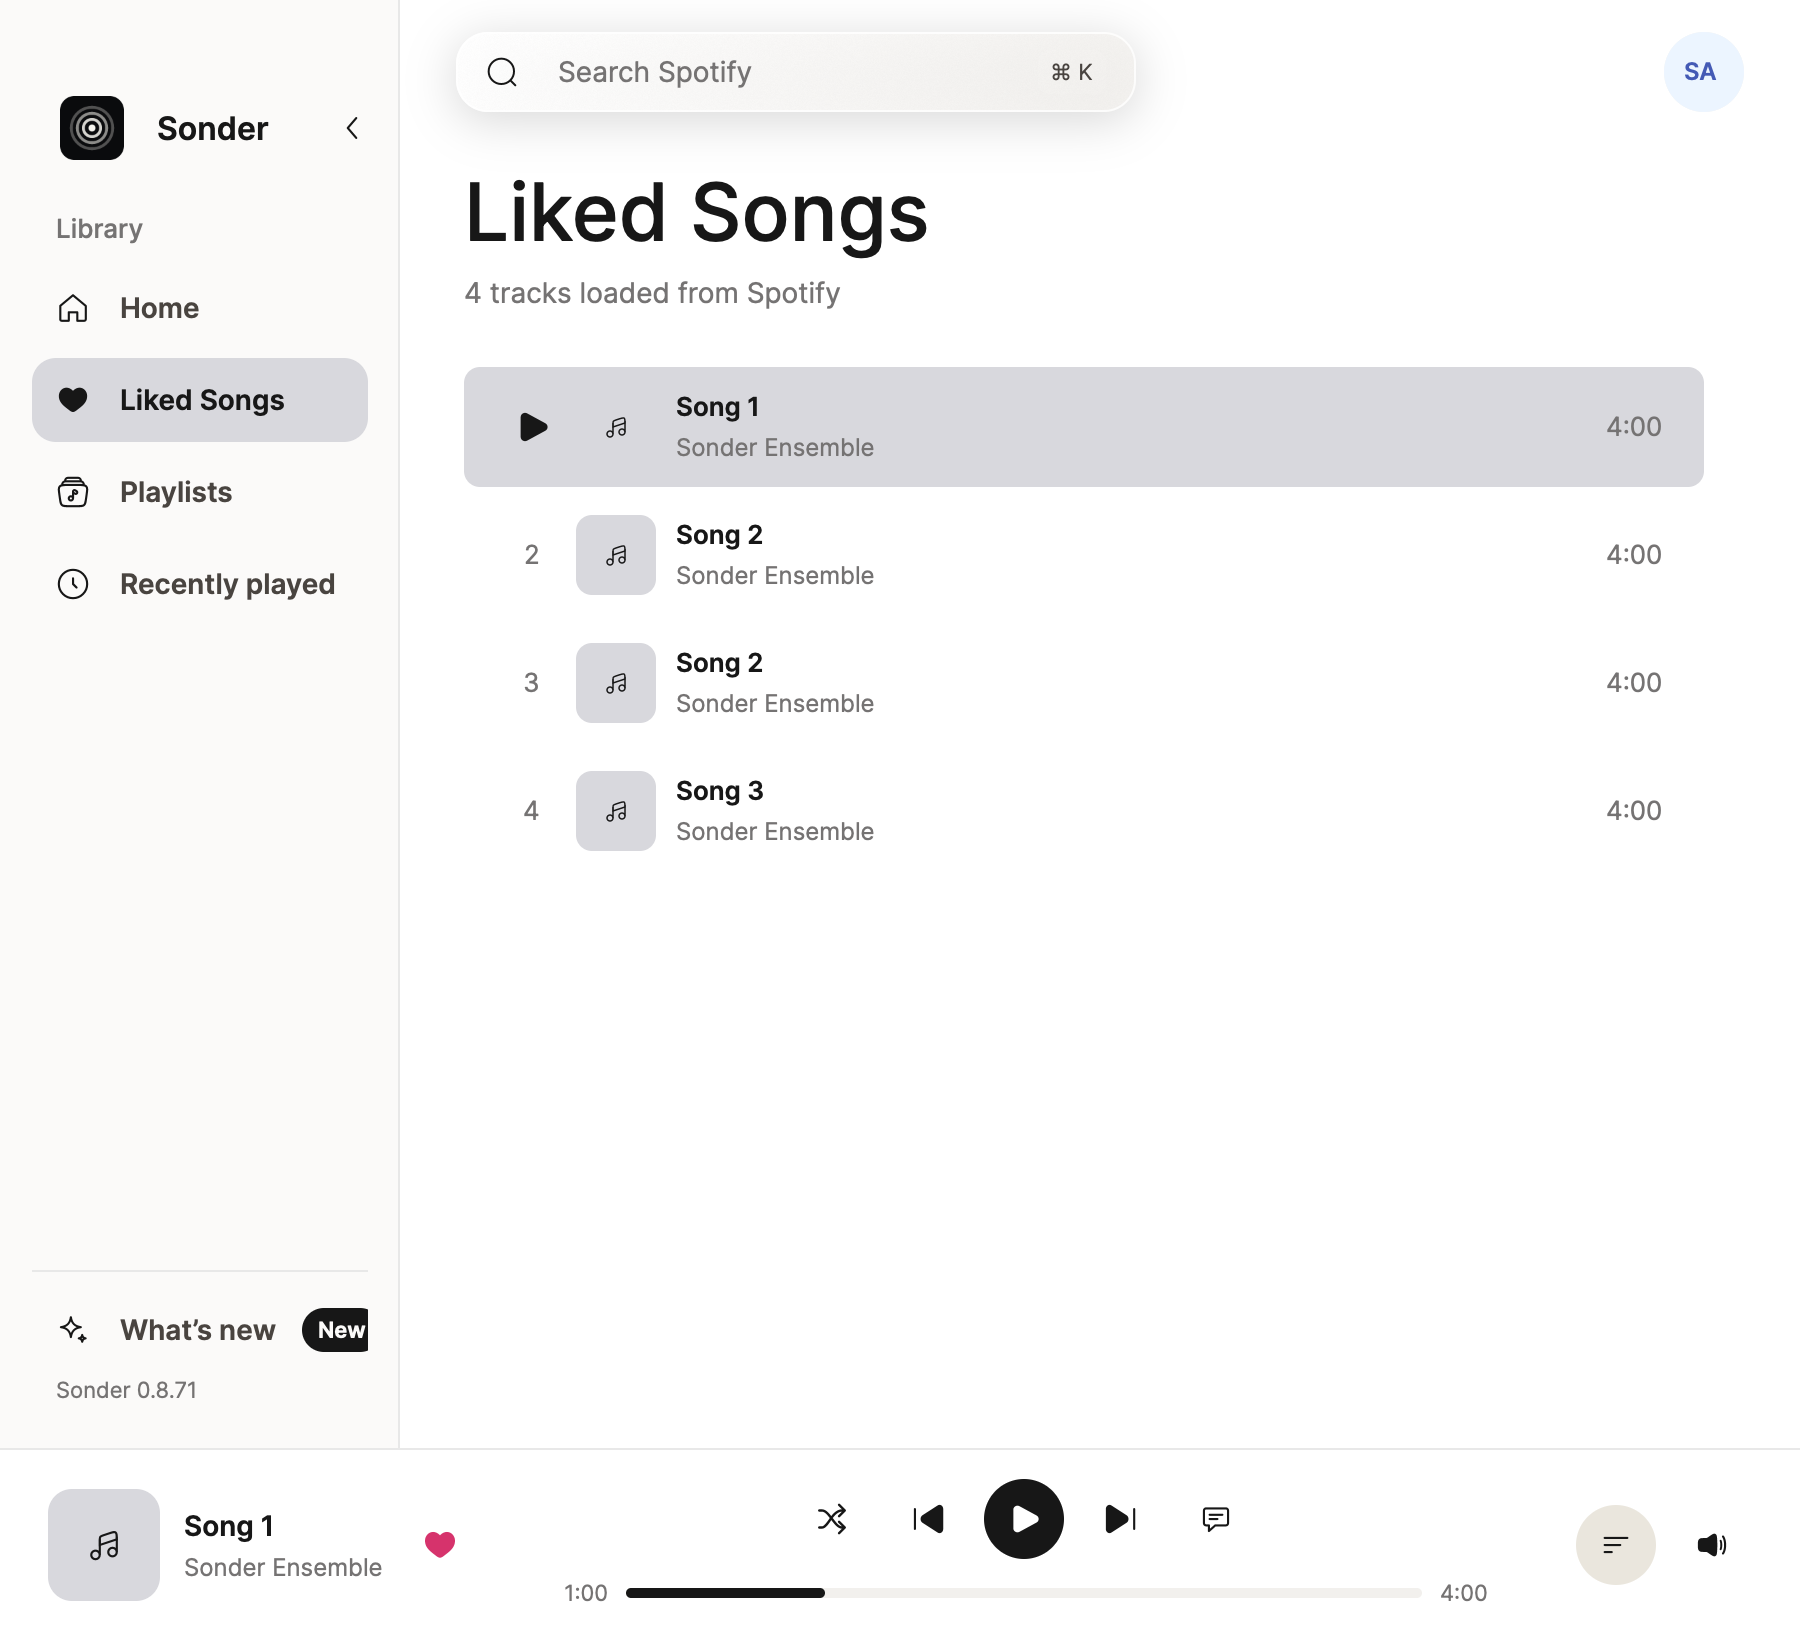 Sonder
Library
Home
Liked Songs
Playlists
Recently played
What’s new New
Sonder 0.8.71
Search Spotify ⌘ K
SA
Liked Songs
4 tracks loaded from Spotify
Song 1
Sonder Ensemble
4:00
2
Song 2
Sonder Ensemble
4:00
3
Song 2
Sonder Ensemble
4:00
4
Song 3
Sonder Ensemble
4:00
Song 1
Sonder Ensemble
1:00
4:00